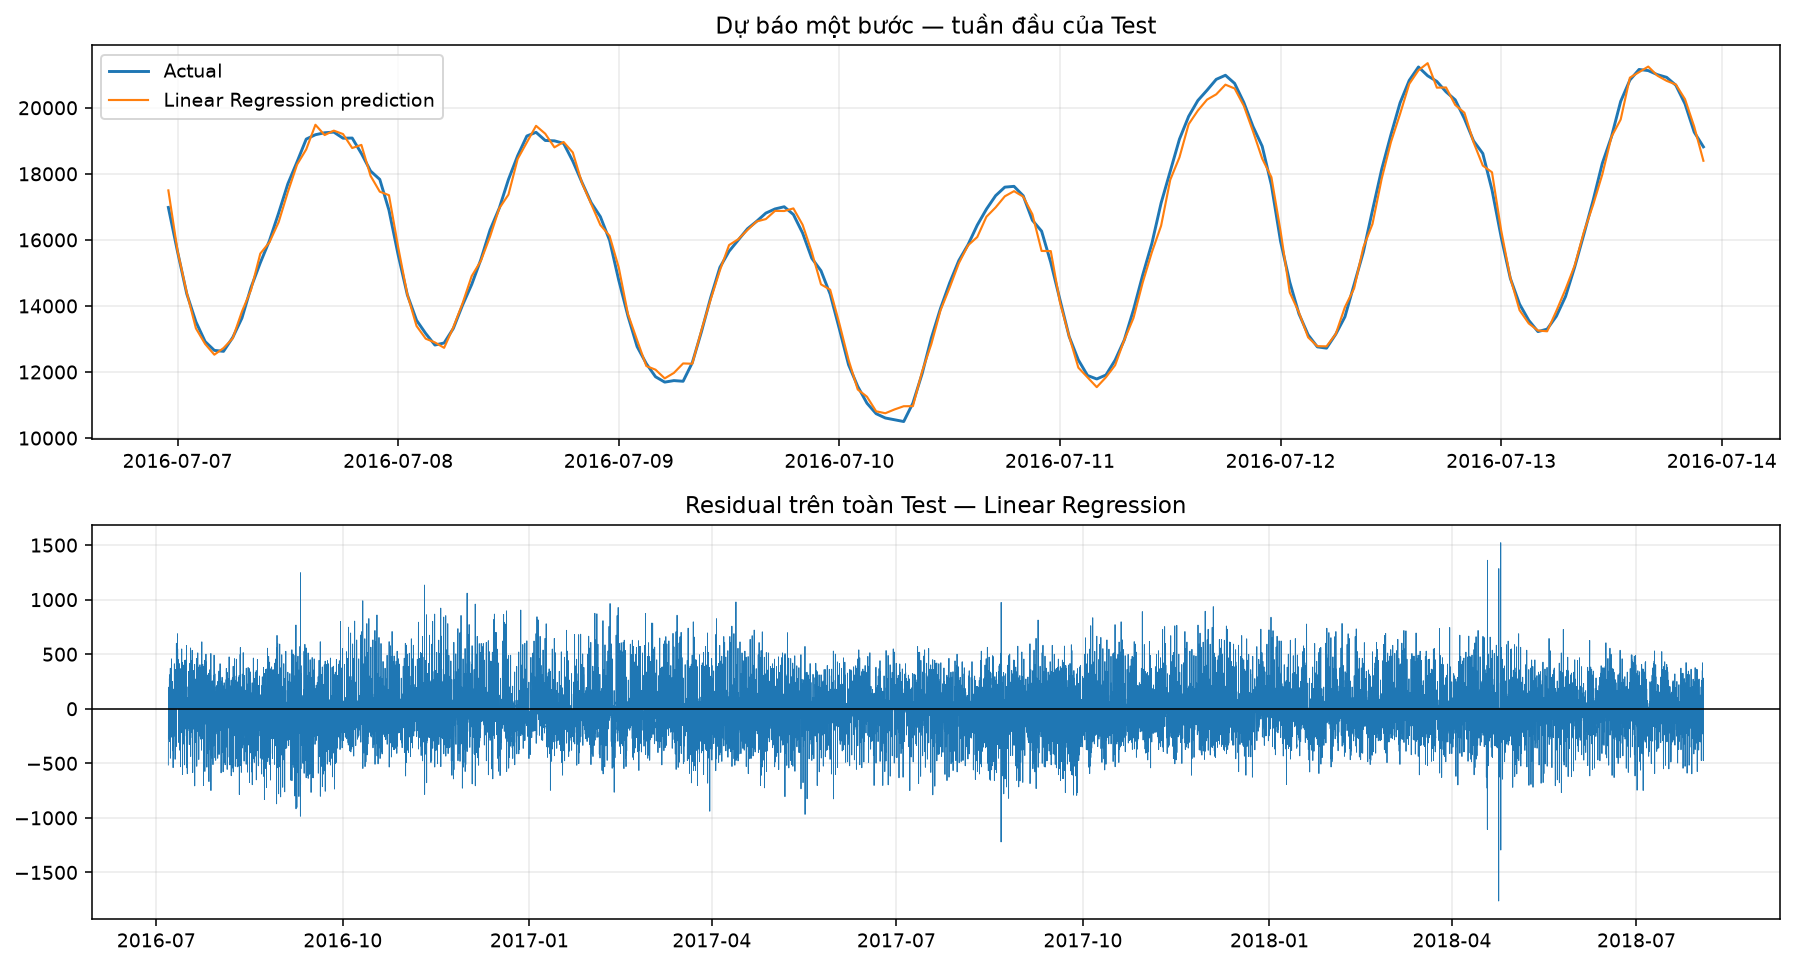 Dự báo một bước — tuần đầu của Test
Actual
Linear Regression prediction
20000
18000
16000
14000
12000
10000
2016-07-07 2016-07-08 2016-07-09 2016-07-10 2016-07-11 2016-07-12 2016-07-13 2016-07-14
Residual trên toàn Test — Linear Regression
1500
1000
500
0
−500
−1000
−1500
2016-07 2016-10 2017-01 2017-04 2017-07 2017-10 2018-01 2018-04 2018-07